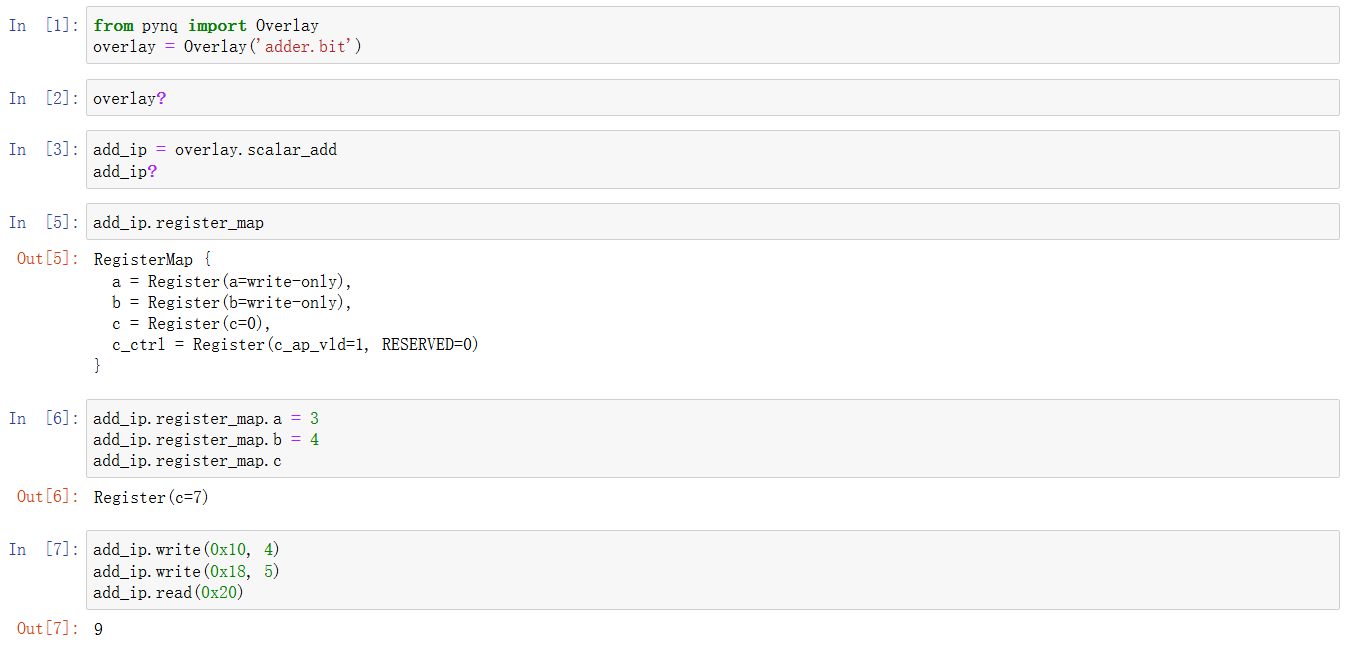 In [1]: from pynq import Overlay
overlay = Overlay('adder.bit')
In [2]: overlay?
In [3]: add_ip = overlay.scalar_add
add_ip?
In [5]: add_ip.register_map
Out[5]: RegisterMap {
  a = Register(a=write-only),
  b = Register(b=write-only),
  c = Register(c=0),
  c_ctrl = Register(c_ap_vld=1, RESERVED=0)
}
In [6]: add_ip.register_map.a = 3
add_ip.register_map.b = 4
add_ip.register_map.c
Out[6]: Register(c=7)
In [7]: add_ip.write(0x10, 4)
add_ip.write(0x18, 5)
add_ip.read(0x20)
Out[7]: 9